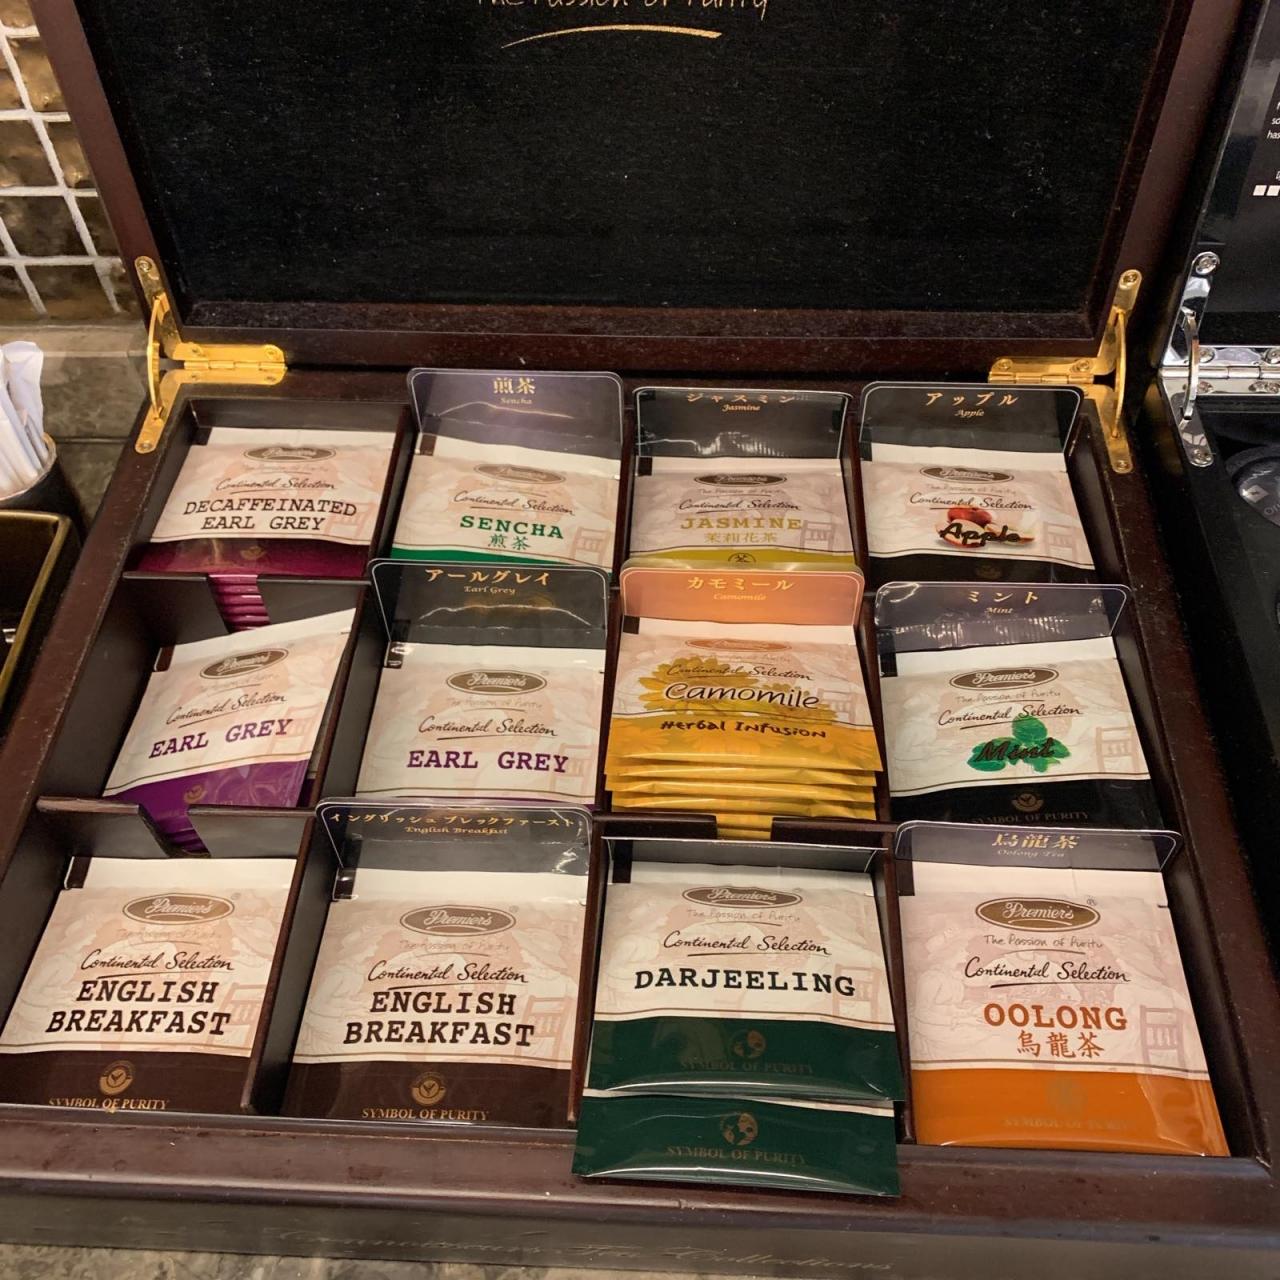 The Passion of Purity
煎茶
Sencha
ジャスミン
Jasmine
アップル
Apple
Premier's
Continental Selection
DECAFFEINATED
EARL GREY
Premier's
Continental Selection
SENCHA
煎茶
Premier's
The Passion of Purity
Continental Selection
JASMINE
茉莉花茶
Premier's
The Passion of Purity
Continental Selection
Apple
アールグレイ
Earl Grey
カモミール
Camomile
ミント
Mint
Premier's
Continental Selection
EARL GREY
Premier's
The Passion of Purity
Continental Selection
EARL GREY
Premier's
Continental Selection
Camomile
Herbal Infusion
Premier's
The Passion of Purity
Continental Selection
Mint
SYMBOL OF PURITY
イングリッシュブレックファースト
English Breakfast
烏龍茶
Oolong Tea
Premier's
The Passion of Purity
Continental Selection
ENGLISH
BREAKFAST
SYMBOL OF PURITY
Premier's
The Passion of Purity
Continental Selection
ENGLISH
BREAKFAST
SYMBOL OF PURITY
Premier's
The Passion of Purity
Continental Selection
DARJEELING
SYMBOL OF PURITY
SYMBOL OF PURITY
Premier's
The Passion of Purity
Continental Selection
OOLONG
烏龍茶
SYMBOL OF PURITY